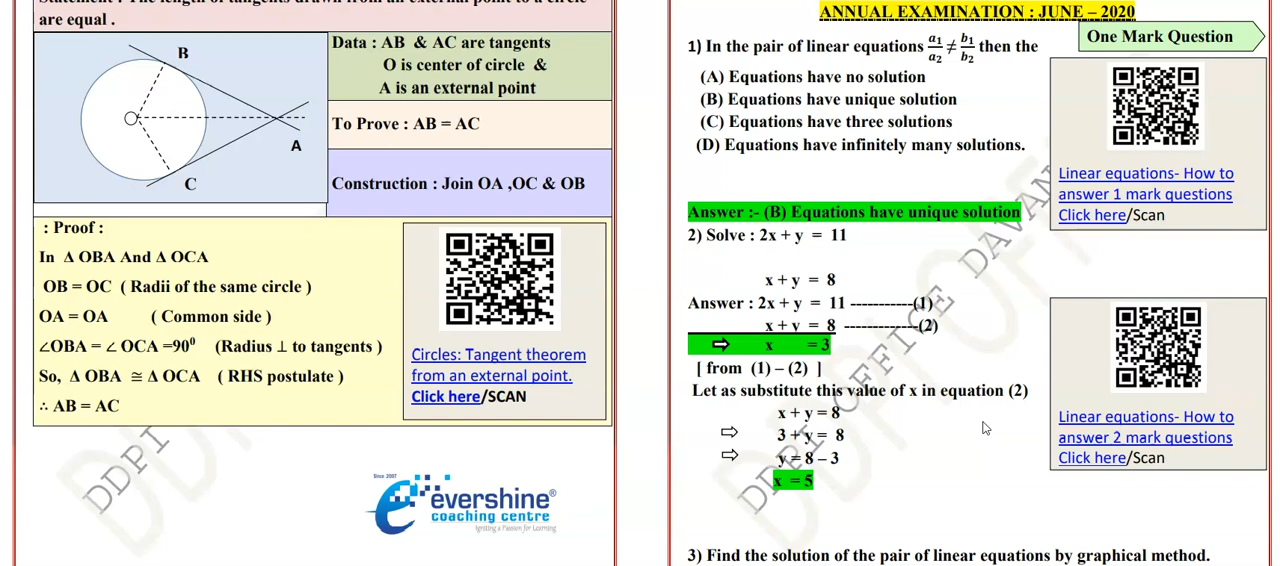 Statement : The length of tangents drawn from an external point to a circle
are equal .
B
A
C
Data : AB & AC are tangents
O is center of circle &
A is an external point
To Prove : AB = AC
Construction : Join OA ,OC & OB
: Proof :
In Δ OBA And Δ OCA
OB = OC ( Radii of the same circle )
OA = OA ( Common side )
∠OBA = ∠ OCA =90⁰ (Radius ⊥ to tangents )
So, Δ OBA ≅ Δ OCA ( RHS postulate )
∴ AB = AC
Circles: Tangent theorem
from an external point.
Click here/SCAN
DDPI
Since 2007
evershine®
coaching centre
Igniting a Passion for Learning
ANNUAL EXAMINATION : JUNE – 2020
One Mark Question
1) In the pair of linear equations a₁/a₂ ≠ b₁/b₂ then the
(A) Equations have no solution
(B) Equations have unique solution
(C) Equations have three solutions
(D) Equations have infinitely many solutions.
Linear equations- How to
answer 1 mark questions
Click here/Scan
Answer :- (B) Equations have unique solution
2) Solve : 2x + y = 11
x + y = 8
Answer : 2x + y = 11 -----------(1)
x + y = 8 -------------(2)
⇨ x = 3
[ from (1) – (2) ]
Let as substitute this value of x in equation (2)
x + y = 8
⇨ 3 + y = 8
⇨ y = 8 – 3
x = 5
Linear equations- How to
answer 2 mark questions
Click here/Scan
DDPI OFFICE DAVAN
3) Find the solution of the pair of linear equations by graphical method.